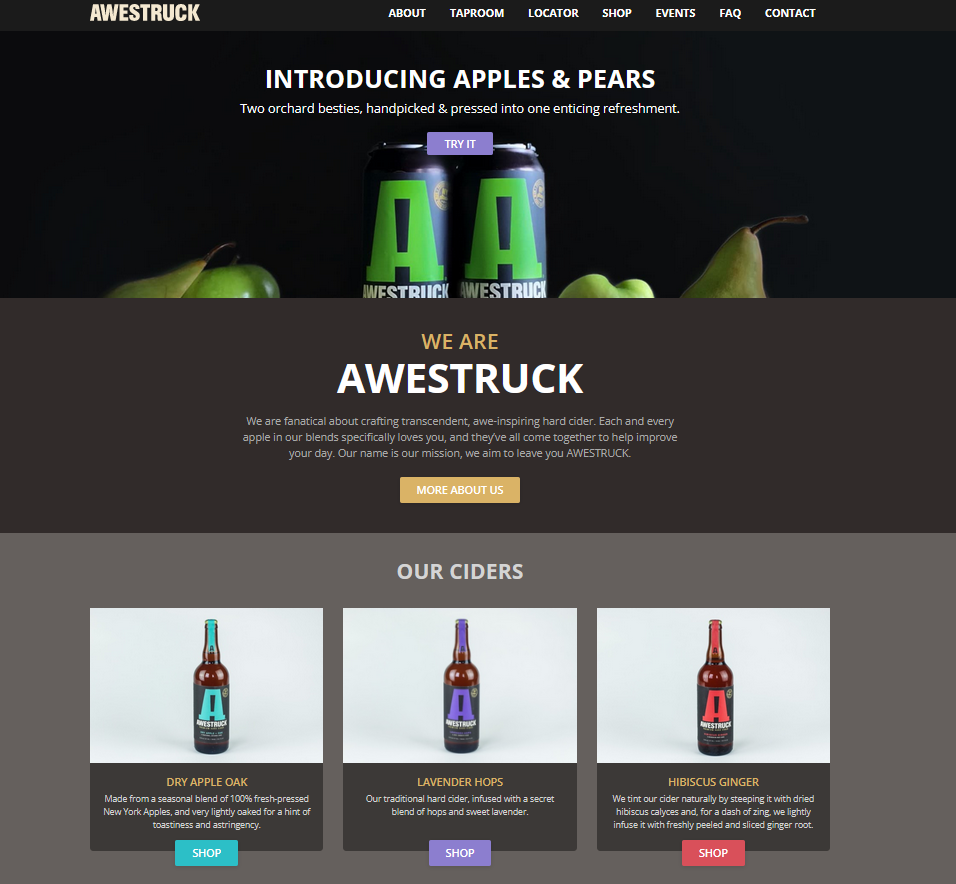 AWESTRUCK
ABOUT TAPROOM LOCATOR SHOP EVENTS FAQ CONTACT
INTRODUCING APPLES & PEARS
Two orchard besties, handpicked & pressed into one enticing refreshment.
TRY IT
A A
AWESTRUCK AWESTRUCK
WE ARE
AWESTRUCK
We are fanatical about crafting transcendent, awe-inspiring hard cider. Each and every
apple in our blends specifically loves you, and they've all come together to help improve
your day. Our name is our mission, we aim to leave you AWESTRUCK.
MORE ABOUT US
OUR CIDERS
A
AWESTRUCK
A
AWESTRUCK
A
AWESTRUCK
DRY APPLE OAK
Made from a seasonal blend of 100% fresh-pressed
New York Apples, and very lightly oaked for a hint of
toastiness and astringency.
SHOP
LAVENDER HOPS
Our traditional hard cider, infused with a secret
blend of hops and sweet lavender.
SHOP
HIBISCUS GINGER
We tint our cider naturally by steeping it with dried
hibiscus calyces and, for a dash of zing, we lightly
infuse it with freshly peeled and sliced ginger root.
SHOP